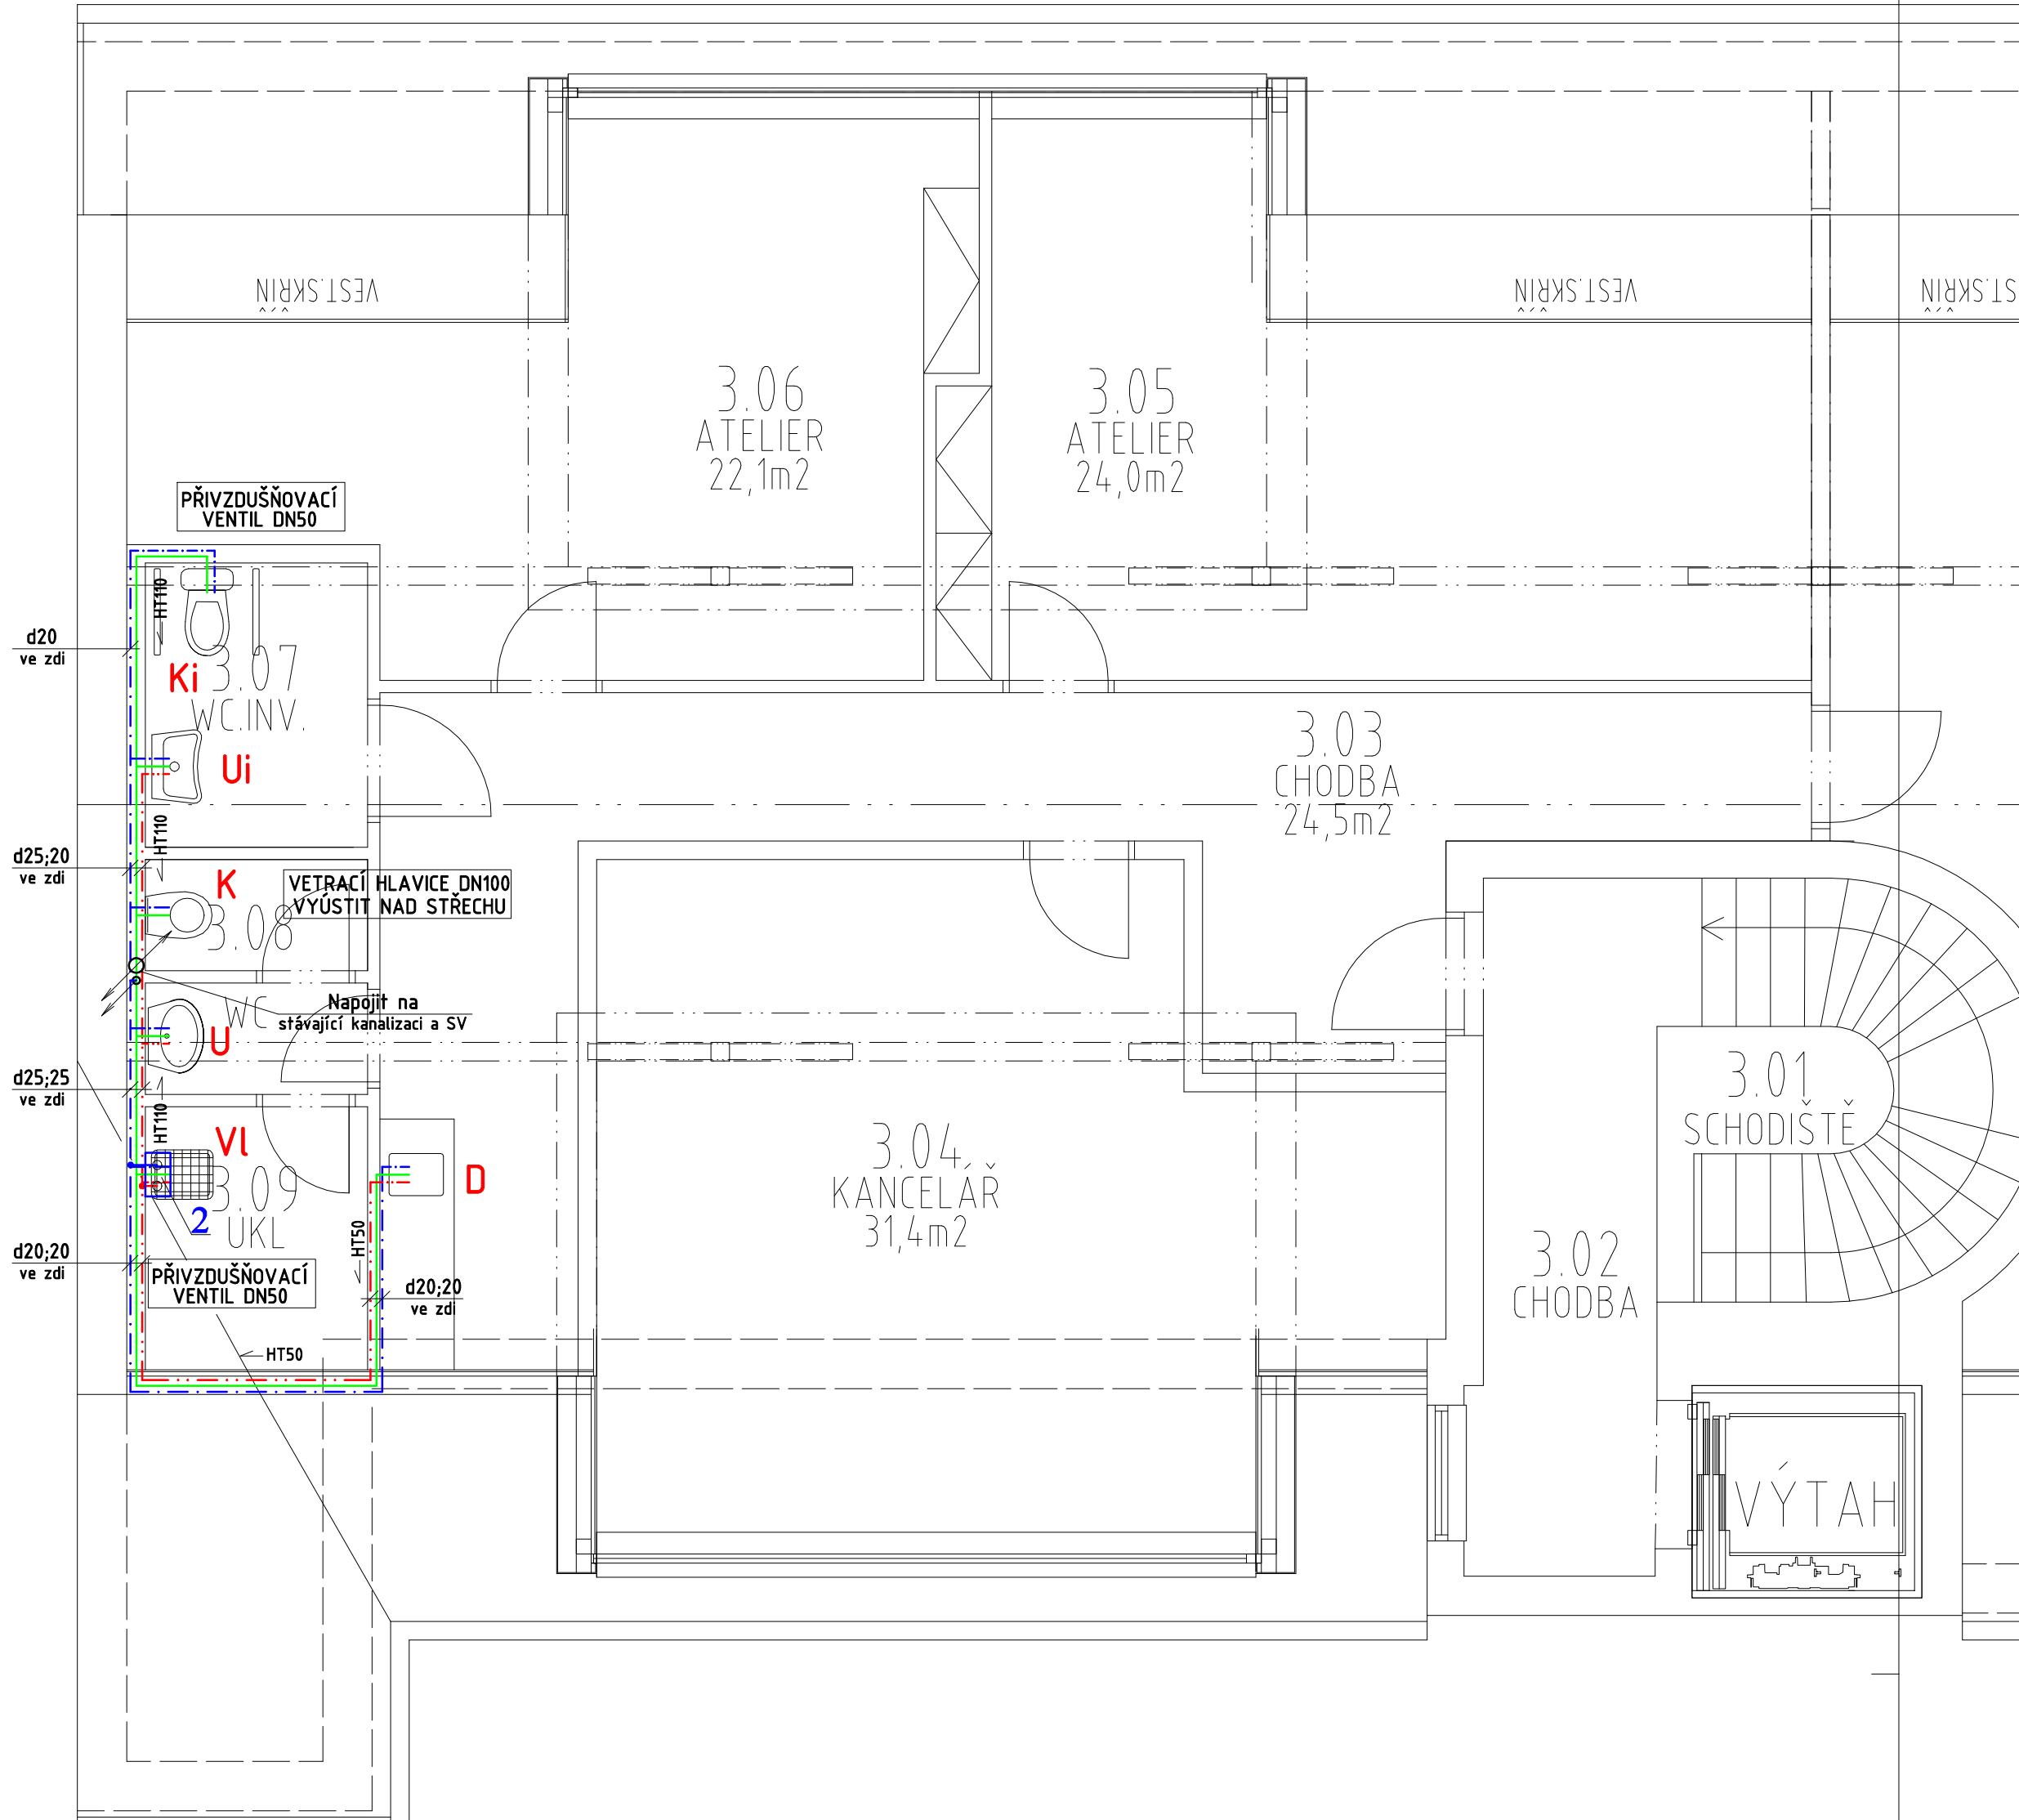 VEST.SKŘÍŇ
VEST.SKŘÍŇ
ST.SKŘÍŇ
3.06
ATELIER
22,1m2
3.05
ATELIER
24,0m2
PŘIVZDUŠŇOVACÍ
VENTIL DN50
HT110
d20
ve zdi
Ki
3.07
WC.INV.
Ui
3.03
CHODBA
24,5m2
HT110
d25;20
ve zdi
K
VETRACÍ HLAVICE DN100
VYÚSTIT NAD STŘECHU
3.08
WC
Napojit na
stávající kanalizaci a SV
U
d25;25
ve zdi
HT110
Vl
3.09
UKL
2
D
3.04
KANCELÁŘ
31,4m2
3.01
SCHODIŠTĚ
3.02
CHODBA
HT50
d20;20
ve zdi
PŘIVZDUŠŇOVACÍ
VENTIL DN50
d20;20
ve zdi
HT50
VÝTAH